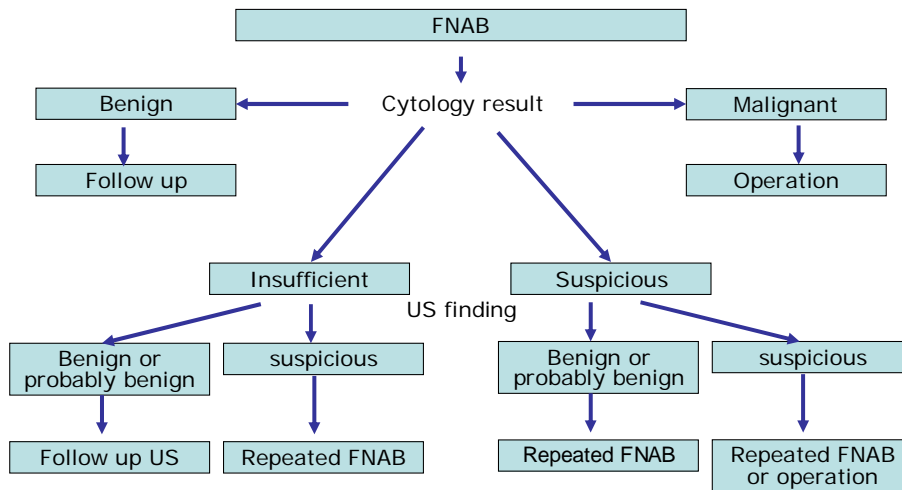 FNAB
Benign
Cytology result
Malignant
Follow up
Operation
Insufficient
Suspicious
US finding
Benign or
probably benign
suspicious
Benign or
probably benign
suspicious
Follow up US
Repeated FNAB
Repeated FNAB
Repeated FNAB
or operation